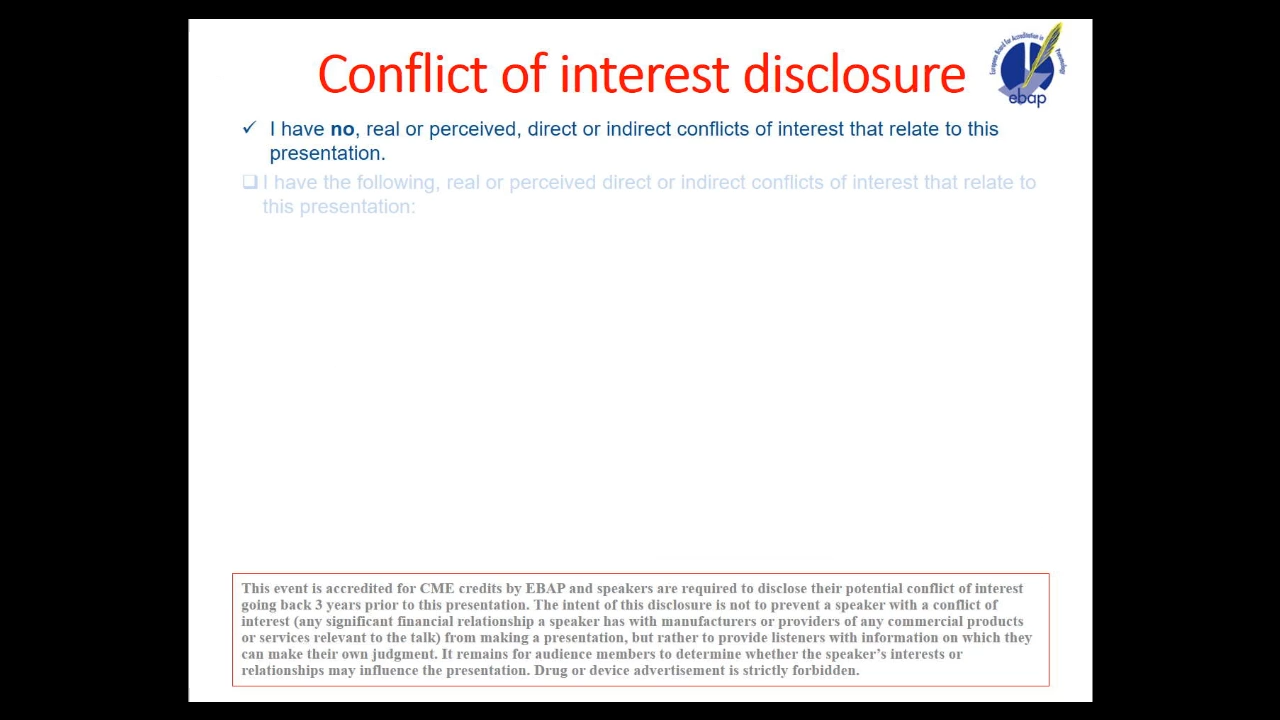 Conflict of interest disclosure
European Board for Accreditation in Pneumology
ebap
I have no, real or perceived, direct or indirect conflicts of interest that relate to this
presentation.
I have the following, real or perceived direct or indirect conflicts of interest that relate to
this presentation:
This event is accredited for CME credits by EBAP and speakers are required to disclose their potential conflict of interest
going back 3 years prior to this presentation. The intent of this disclosure is not to prevent a speaker with a conflict of
interest (any significant financial relationship a speaker has with manufacturers or providers of any commercial products
or services relevant to the talk) from making a presentation, but rather to provide listeners with information on which they
can make their own judgment. It remains for audience members to determine whether the speaker’s interests or
relationships may influence the presentation. Drug or device advertisement is strictly forbidden.